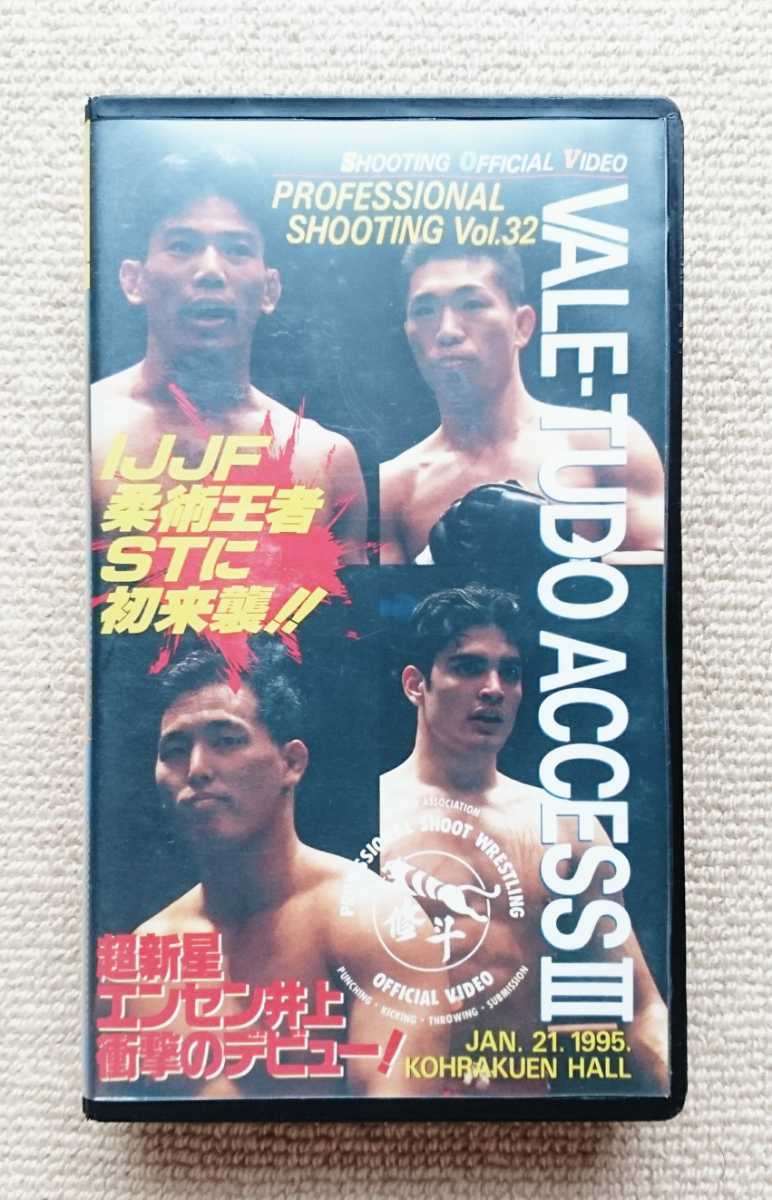 SHOOTING OFFICIAL VIDEO
PROFESSIONAL
SHOOTING Vol.32
VALE-TUDO ACCESS III
IJJF
柔術王者
STに
初来襲!!
ASSOCIATION
PROFESSIONAL SHOOT WRESTLING
修斗
OFFICIAL VIDEO
PUNCHING・KICKING・THROWING・SUBMISSION
超新星
エンセン井上
衝撃のデビュー!
JAN. 21. 1995.
KOHRAKUEN HALL